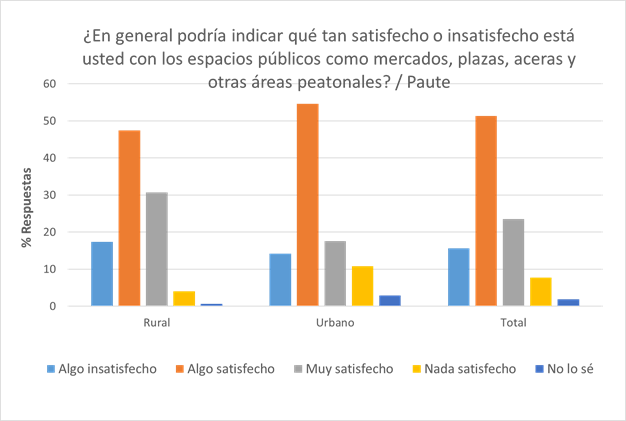 ¿En general podría indicar qué tan satisfecho o insatisfecho está
usted con los espacios públicos como mercados, plazas, aceras y
otras áreas peatonales? / Paute
60
50
40
30
20
10
0
% Respuestas
Rural Urbano Total
Algo insatisfecho Algo satisfecho Muy satisfecho Nada satisfecho No lo sé